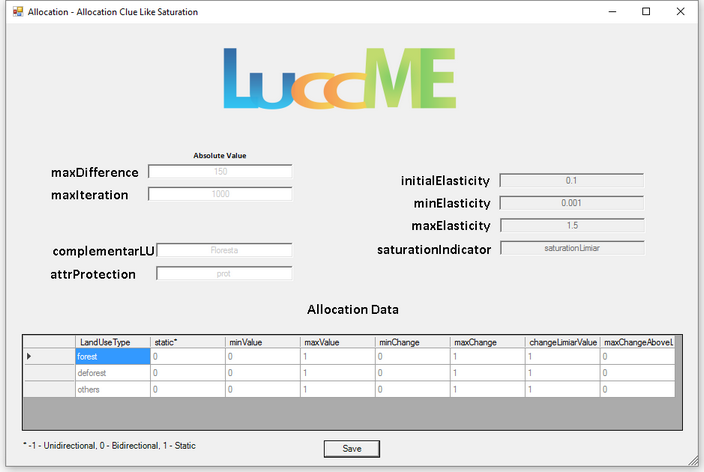 Allocation - Allocation Clue Like Saturation
LuccME
Absolute Value
maxDifference 150
maxIteration 1000
initialElasticity 0.1
minElasticity 0.001
maxElasticity 1.5
complementarLU Floresta
saturationIndicator saturationLimiar
attrProtection prot
Allocation Data
LandUseType static* minValue maxValue minChange maxChange changeLimiarValue maxChangeAboveL
forest 0 0 1 0 1 1 0
deforest 0 0 1 0 1 1 0
others 0 0 1 0 1 1 0
* -1 - Unidirectional, 0 - Bidirectional, 1 - Static
Save